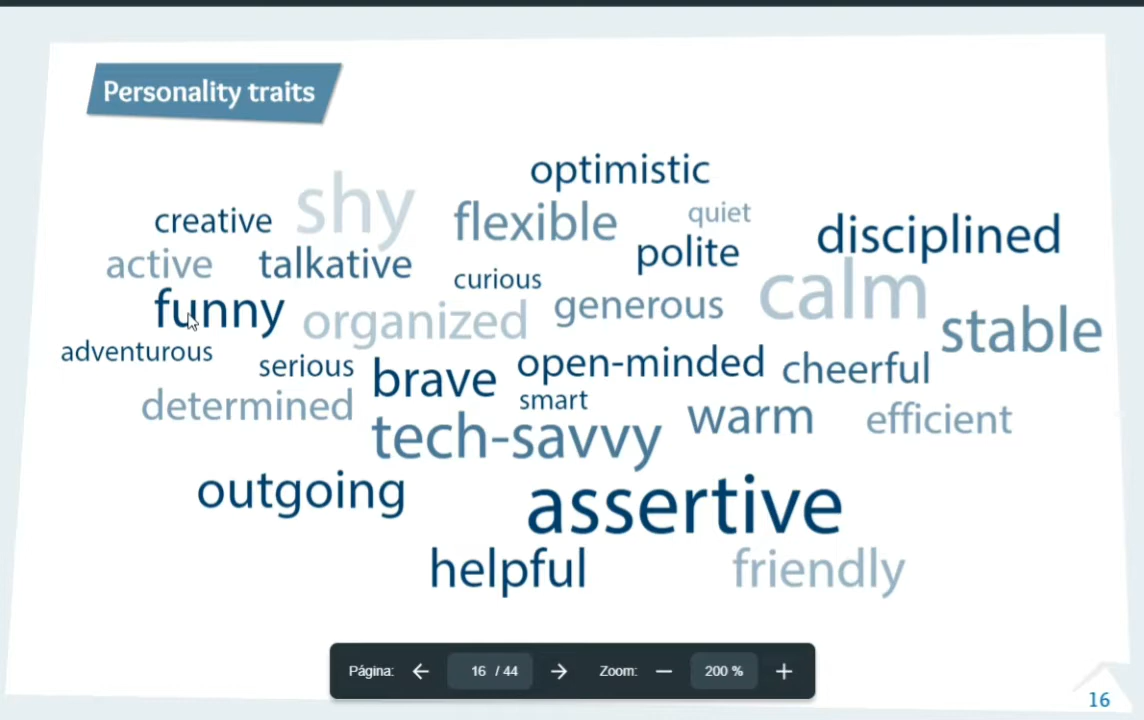 Personality traits
optimistic
creative shy flexible quiet disciplined
active talkative curious polite
funny organized generous calm stable
adventurous serious brave open-minded cheerful
determined smart warm efficient
tech-savvy
outgoing assertive
helpful friendly
Página: 16 / 44 Zoom: 200 %
16